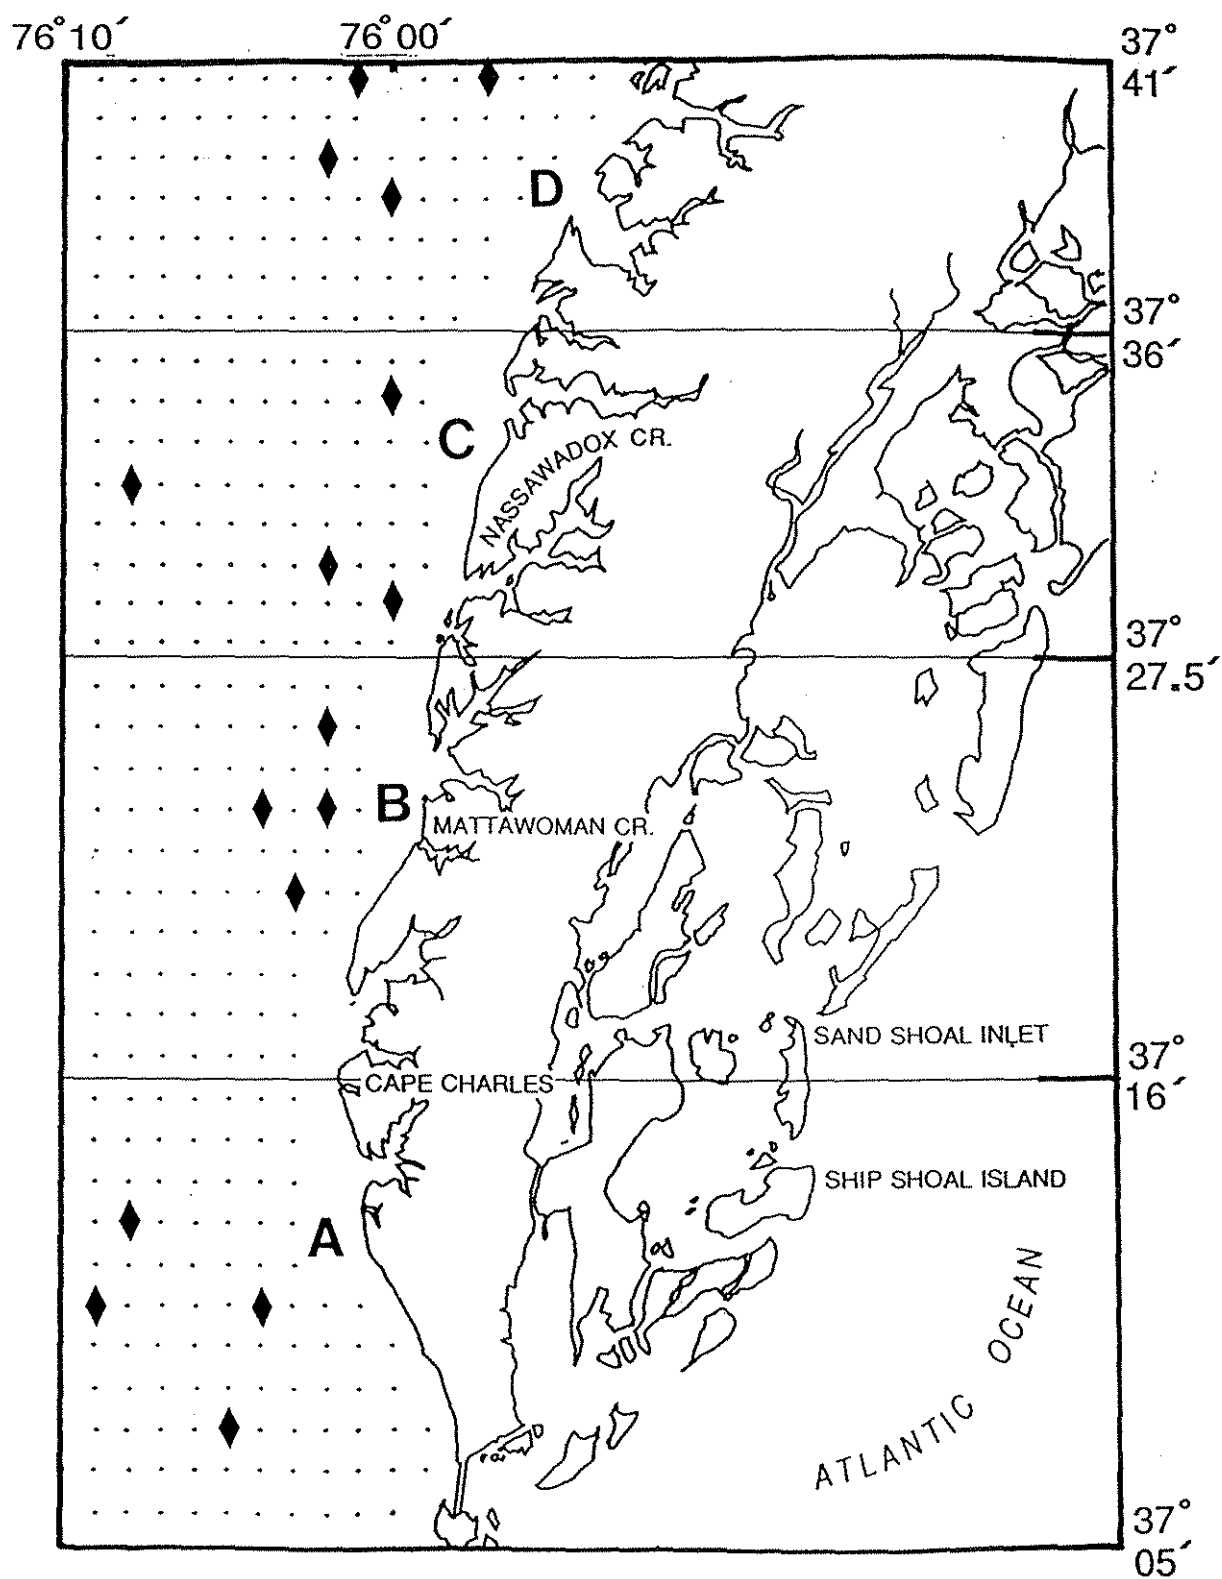 76°10′ 76°00′
37°
41′
D
37°
36′
C
NASSAWADOX CR.
37°
27.5′
B
MATTAWOMAN CR.
SAND SHOAL INLET
37°
16′
CAPE CHARLES
SHIP SHOAL ISLAND
A
ATLANTIC OCEAN
37°
05′